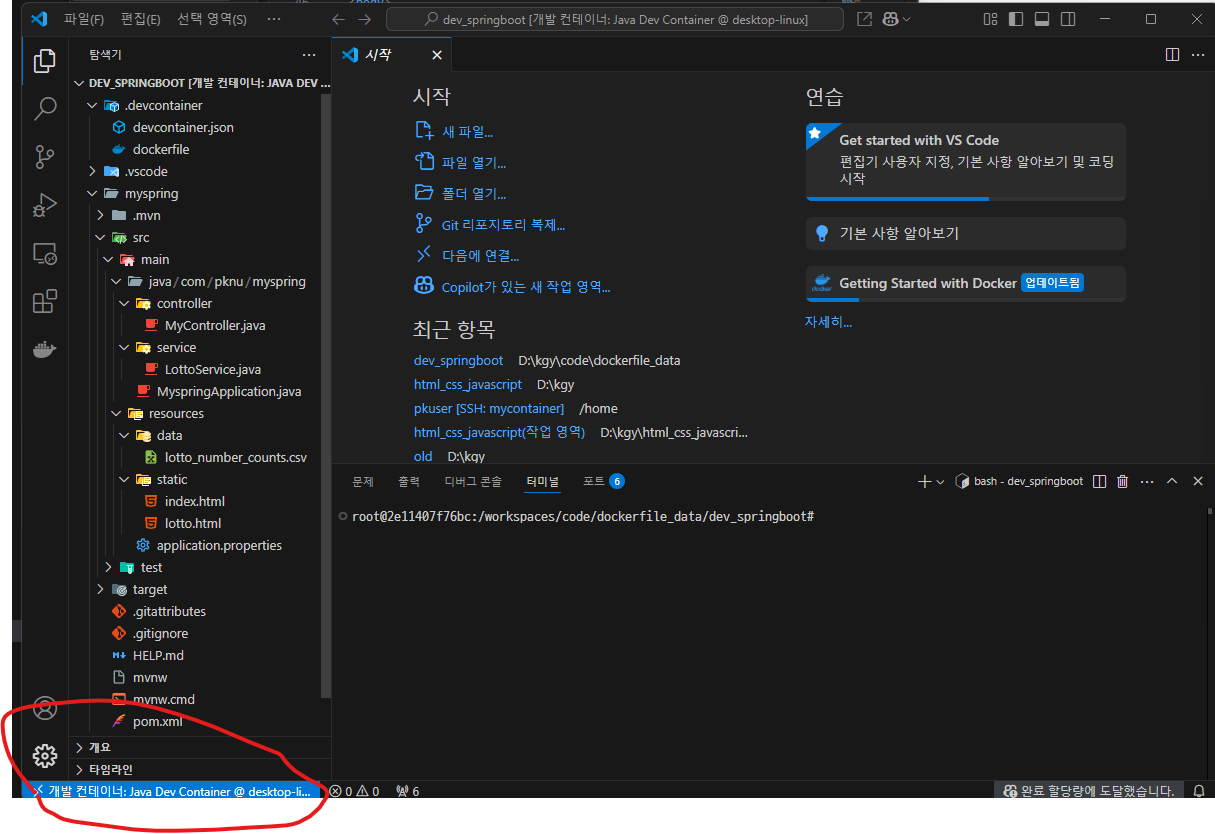 파일(F) 편집(E) 선택 영역(S) ···
dev_springboot [개발 컨테이너: Java Dev Container @ desktop-linux]
탐색기
DEV_SPRINGBOOT [개발 컨테이너: JAVA DEV ...
.devcontainer
devcontainer.json
dockerfile
.vscode
myspring
.mvn
src
main
java/com/pknu/myspring
controller
MyController.java
service
LottoService.java
MyspringApplication.java
resources
data
lotto_number_counts.csv
static
index.html
lotto.html
application.properties
test
target
.gitattributes
.gitignore
HELP.md
mvnw
mvnw.cmd
pom.xml
개요
타임라인
시작
시작
새 파일...
파일 열기...
폴더 열기...
Git 리포지토리 복제...
다음에 연결...
Copilot가 있는 새 작업 영역...
최근 항목
dev_springboot D:\kgy\code\dockerfile_data
html_css_javascript D:\kgy
pkuser [SSH: mycontainer] /home
html_css_javascript(작업 영역) D:\kgy\html_css_javascri...
old D:\kgy
연습
Get started with VS Code
편집기 사용자 지정, 기본 사항 알아보기 및 코딩
시작
기본 사항 알아보기
Getting Started with Docker 업데이트됨
자세히...
문제 출력 디버그 콘솔 터미널 포트 6
bash - dev_springboot
root@2e11407f76bc:/workspaces/code/dockerfile_data/dev_springboot#
개발 컨테이너: Java Dev Container @ desktop-li... 0 0 6
완료 할당량에 도달했습니다.